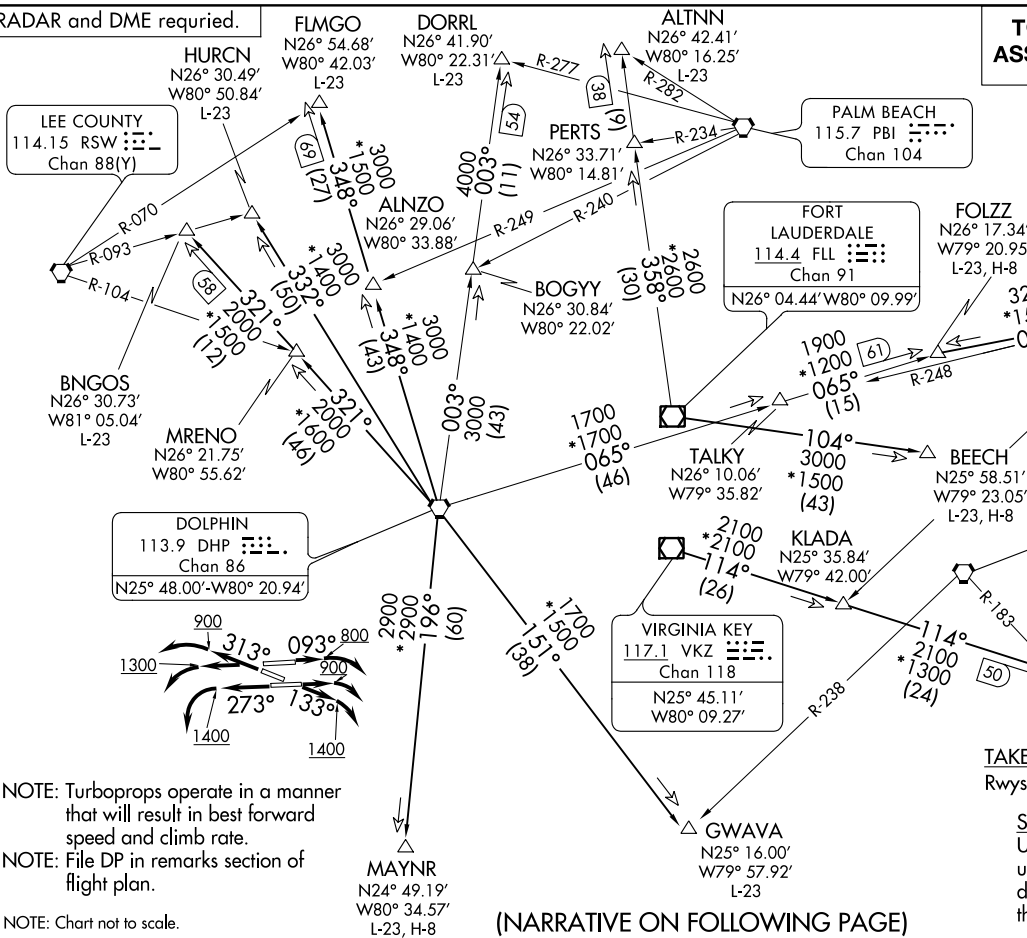 RADAR and DME requried.
FLMGO
N26° 54.68'
W80° 42.03'
L-23
DORRL
N26° 41.90'
W80° 22.31'
L-23
ALTNN
N26° 42.41'
W80° 16.25'
L-23
HURCN
N26° 30.49'
W80° 50.84'
L-23
LEE COUNTY
114.15 RSW
Chan 88(Y)
PALM BEACH
115.7 PBI
Chan 104
R-277
R-282
R-234
R-249
R-240
38
(9)
54
4000
003°
(11)
PERTS
N26° 33.71'
W80° 14.81'
69
(27)
3000
*1500
348°
ALNZO
N26° 29.06'
W80° 33.88'
R-070
R-093
R-104
58
321°
2000
*1500
(12)
3000
*1400
332°
(50)
3000
*1400
348°
(43)
BOGYY
N26° 30.84'
W80° 22.02'
2600
*2600
358°
(30)
FORT
LAUDERDALE
114.4 FLL
Chan 91
N26° 04.44' W80° 09.99'
FOLZZ
N26° 17.34'
W79° 20.95'
L-23, H-8
BNGOS
N26° 30.73'
W81° 05.04'
L-23
MRENO
N26° 21.75'
W80° 55.62'
321°
2000
*1600
(46)
003°
3000
(43)
1700
*1700
065°
(46)
1900
*1200
065°
(15)
61
R-248
TALKY
N26° 10.06'
W79° 35.82'
104°
3000
*1500
(43)
BEECH
N25° 58.51'
W79° 23.05'
L-23, H-8
DOLPHIN
113.9 DHP
Chan 86
N25° 48.00'-W80° 20.94'
2100
*2100
114°
(26)
KLADA
N25° 35.84'
W79° 42.00'
R-183
VIRGINIA KEY
117.1 VKZ
Chan 118
N25° 45.11'
W80° 09.27'
114°
2100
*1300
(24)
50
R-238
2900
*2900
196°
(60)
1700
*1500
151°
(38)
900
313°
093°
800
1300
900
273°
133°
1400
1400
NOTE: Turboprops operate in a manner
that will result in best forward
speed and climb rate.
NOTE: File DP in remarks section of
flight plan.
NOTE: Chart not to scale.
MAYNR
N24° 49.19'
W80° 34.57'
L-23, H-8
GWAVA
N25° 16.00'
W79° 57.92'
L-23
(NARRATIVE ON FOLLOWING PAGE)
TAKE
Rwys